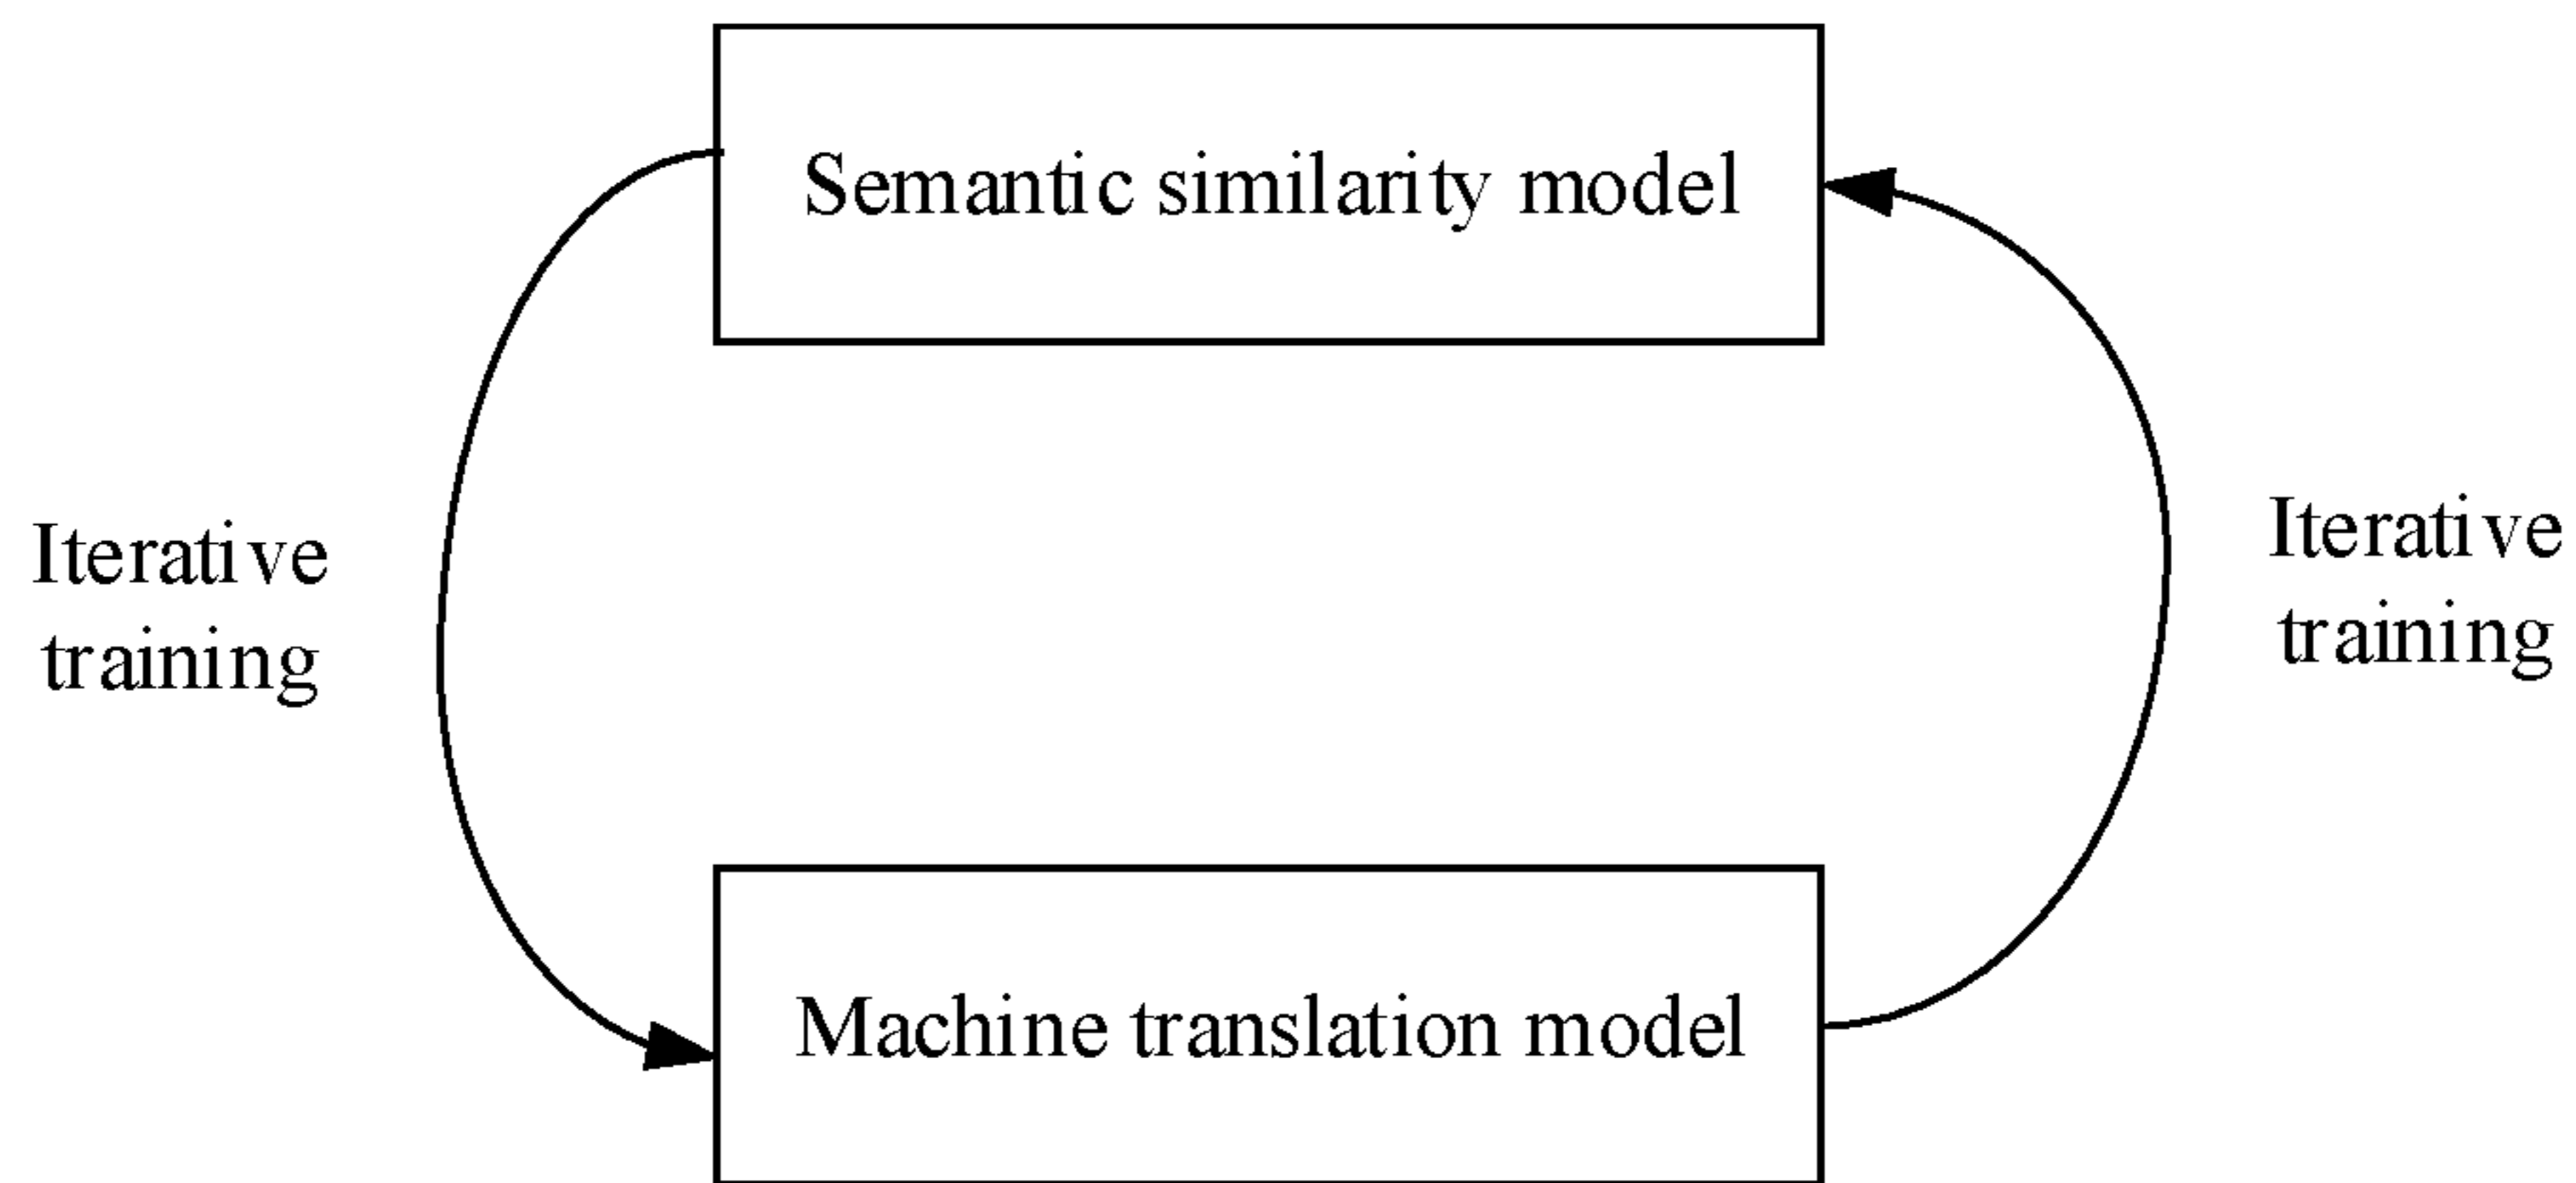 Semantic similarity model
Iterative
training
Iterative
training
Machine translation model